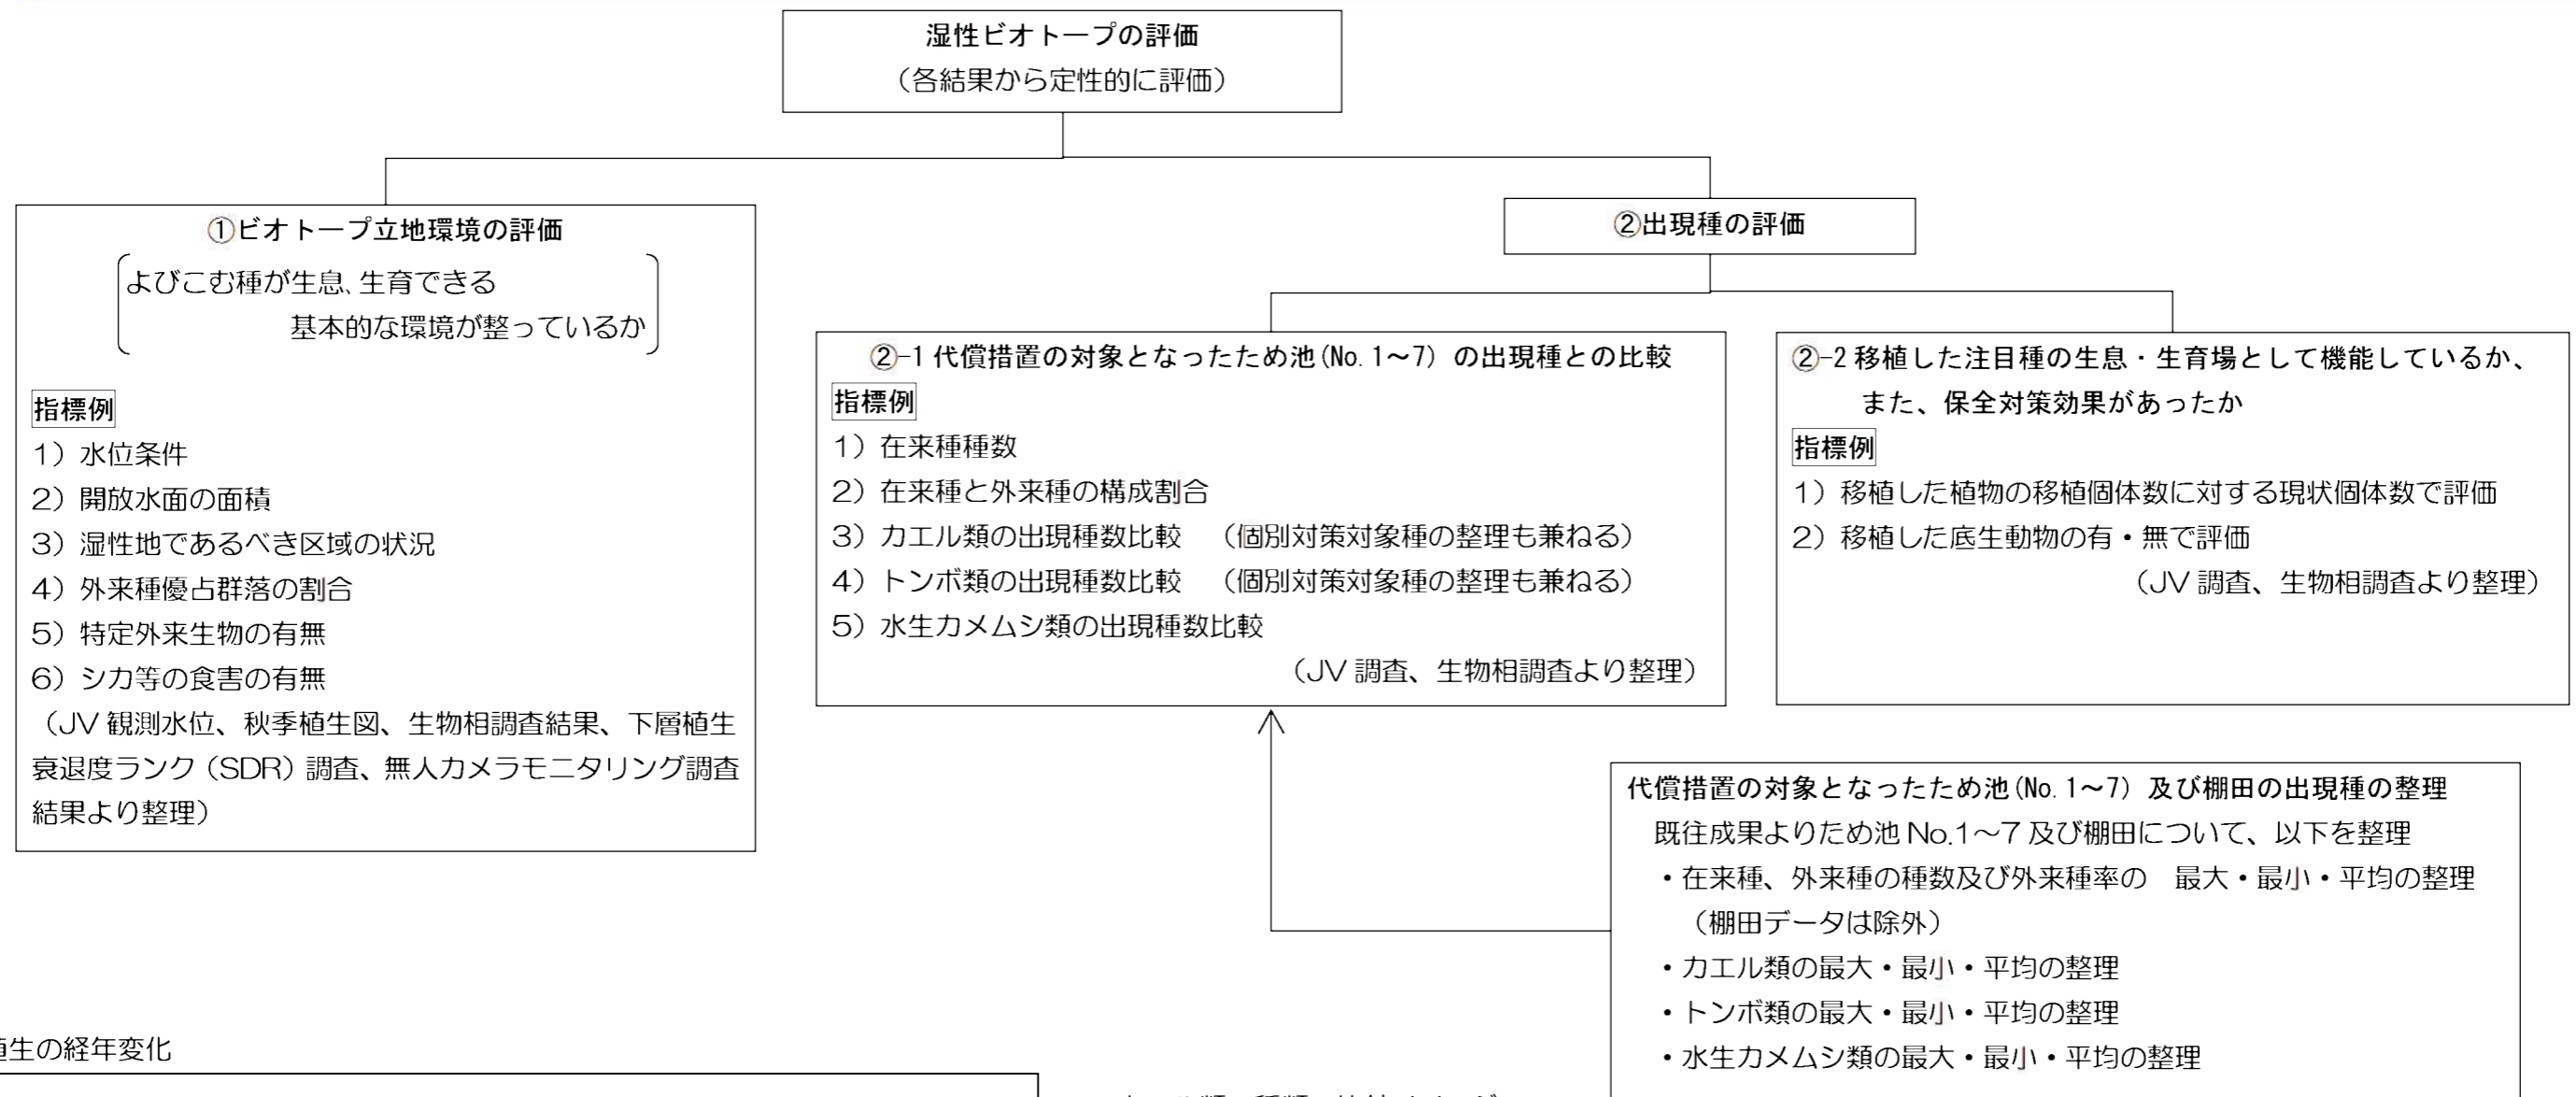 湿性ビオトープの評価
（各結果から定性的に評価）
①ビオトープ立地環境の評価
よびこむ種が生息、生育できる
基本的な環境が整っているか
指標例
1）水位条件
2）開放水面の面積
3）湿性地であるべき区域の状況
4）外来種優占群落の割合
5）特定外来生物の有無
6）シカ等の食害の有無
（JV 観測水位、秋季植生図、生物相調査結果、下層植生
衰退度ランク（SDR）調査、無人カメラモニタリング調査
結果より整理）
②出現種の評価
②-1 代償措置の対象となったため池(No.1～7) の出現種との比較
指標例
1）在来種種数
2）在来種と外来種の構成割合
3）カエル類の出現種数比較　（個別対策対象種の整理も兼ねる）
4）トンボ類の出現種数比較　（個別対策対象種の整理も兼ねる）
5）水生カメムシ類の出現種数比較
（JV 調査、生物相調査より整理）
②-2 移植した注目種の生息・生育場として機能しているか、
また、保全対策効果があったか
指標例
1）移植した植物の移植個体数に対する現状個体数で評価
2）移植した底生動物の有・無で評価
（JV 調査、生物相調査より整理）
代償措置の対象となったため池(No.1～7) 及び棚田の出現種の整理
既往成果よりため池 No.1～7 及び棚田について、以下を整理
・在来種、外来種の種数及び外来種率の　最大・最小・平均の整理
（棚田データは除外）
・カエル類の最大・最小・平均の整理
・トンボ類の最大・最小・平均の整理
・水生カメムシ類の最大・最小・平均の整理
生の経年変化